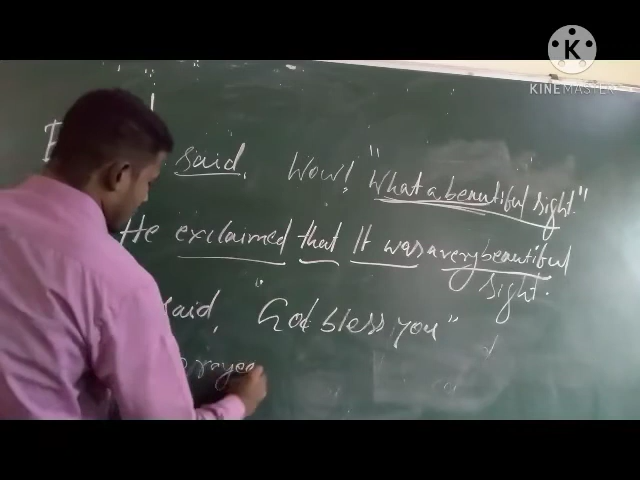 K
KINEMASTER
said, Wow! "What a beautiful sight."
He exclaimed that It was a very beautiful
sight.
said, "God bless you"
prayed